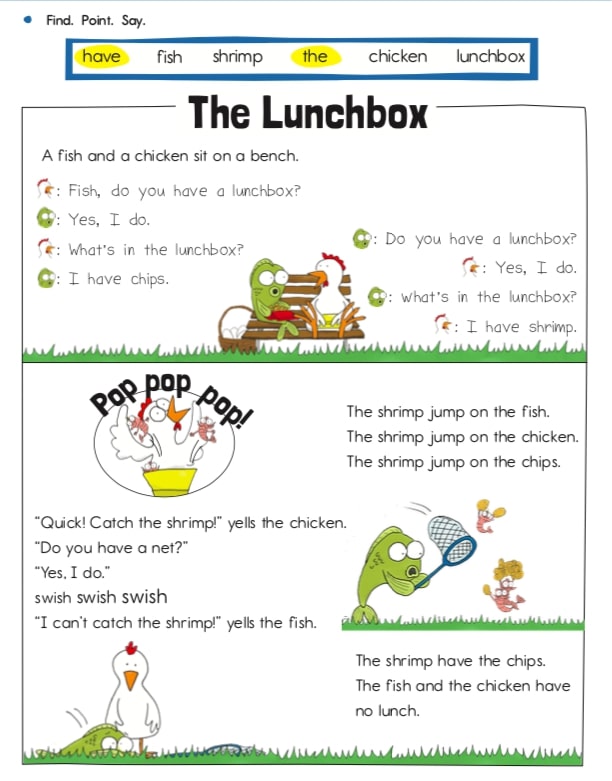 Find. Point. Say.
have fish shrimp the chicken lunchbox
The Lunchbox
A fish and a chicken sit on a bench.
: Fish, do you have a lunchbox?
: Yes, I do.
: What's in the lunchbox?
: I have chips.
: Do you have a lunchbox?
: Yes, I do.
: what's in the lunchbox?
: I have shrimp.
Pop pop pop!
The shrimp jump on the fish.
The shrimp jump on the chicken.
The shrimp jump on the chips.
"Quick! Catch the shrimp!" yells the chicken.
"Do you have a net?"
"Yes, I do."
swish swish swish
"I can't catch the shrimp!" yells the fish.
The shrimp have the chips.
The fish and the chicken have
no lunch.